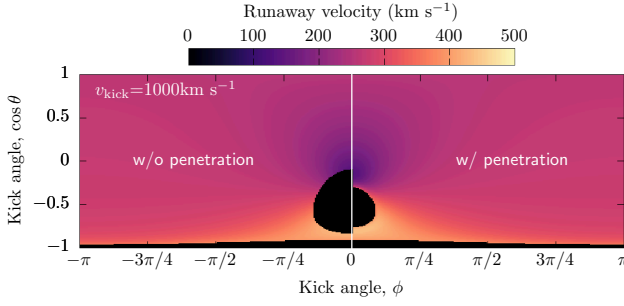 Runaway velocity (km s⁻¹)
0 100 200 300 400 500
v_kick=1000km s⁻¹
w/o penetration
w/ penetration
Kick angle, cos θ
1
0.5
0
−0.5
−1
−π −3π/4 −π/2 −π/4 0 π/4 π/2 3π/4 π
Kick angle, ϕ